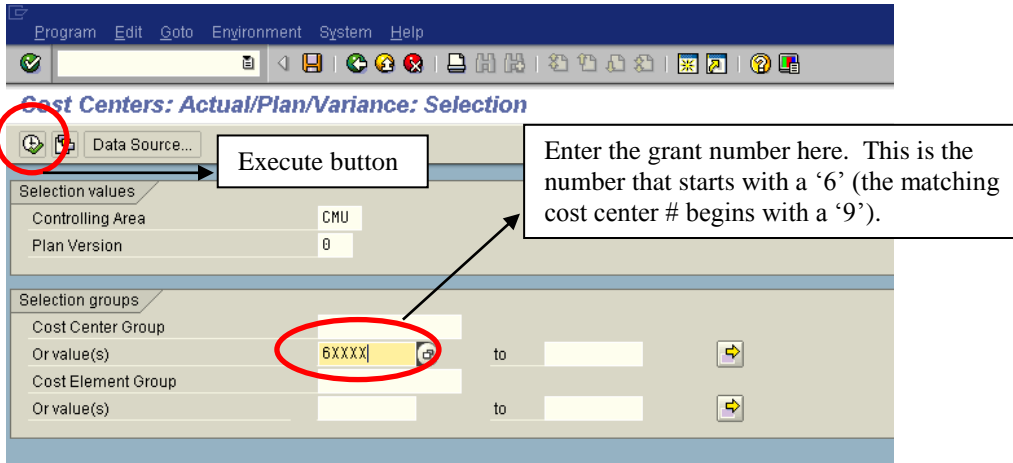 Program Edit Goto Environment System Help
Cost Centers: Actual/Plan/Variance: Selection
Data Source...
Execute button
Enter the grant number here. This is the
number that starts with a ‘6’ (the matching
cost center # begins with a ‘9’).
Selection values
Controlling Area CMU
Plan Version 0
Selection groups
Cost Center Group
Or value(s) 6XXXX to
Cost Element Group
Or value(s) to